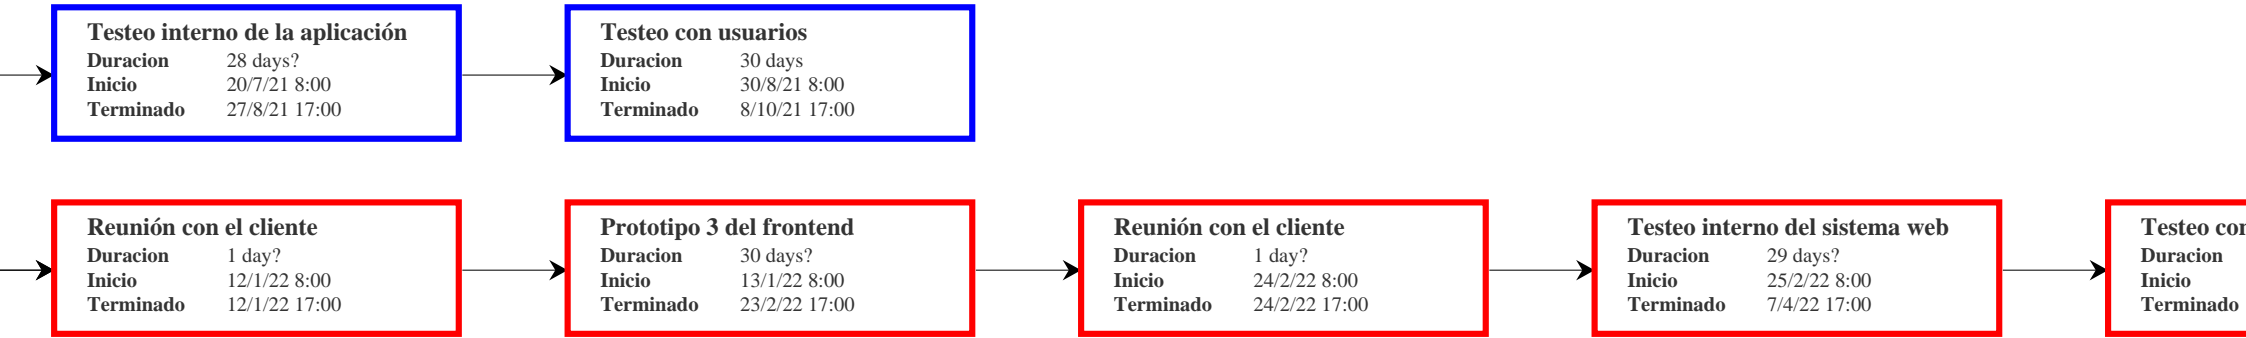 Testeo interno de la aplicación
Duracion 28 days?
Inicio 20/7/21 8:00
Terminado 27/8/21 17:00
Testeo con usuarios
Duracion 30 days
Inicio 30/8/21 8:00
Terminado 8/10/21 17:00
Reunión con el cliente
Duracion 1 day?
Inicio 12/1/22 8:00
Terminado 12/1/22 17:00
Prototipo 3 del frontend
Duracion 30 days?
Inicio 13/1/22 8:00
Terminado 23/2/22 17:00
Reunión con el cliente
Duracion 1 day?
Inicio 24/2/22 8:00
Terminado 24/2/22 17:00
Testeo interno del sistema web
Duracion 29 days?
Inicio 25/2/22 8:00
Terminado 7/4/22 17:00
Testeo
Duracion
Inicio
Terminado